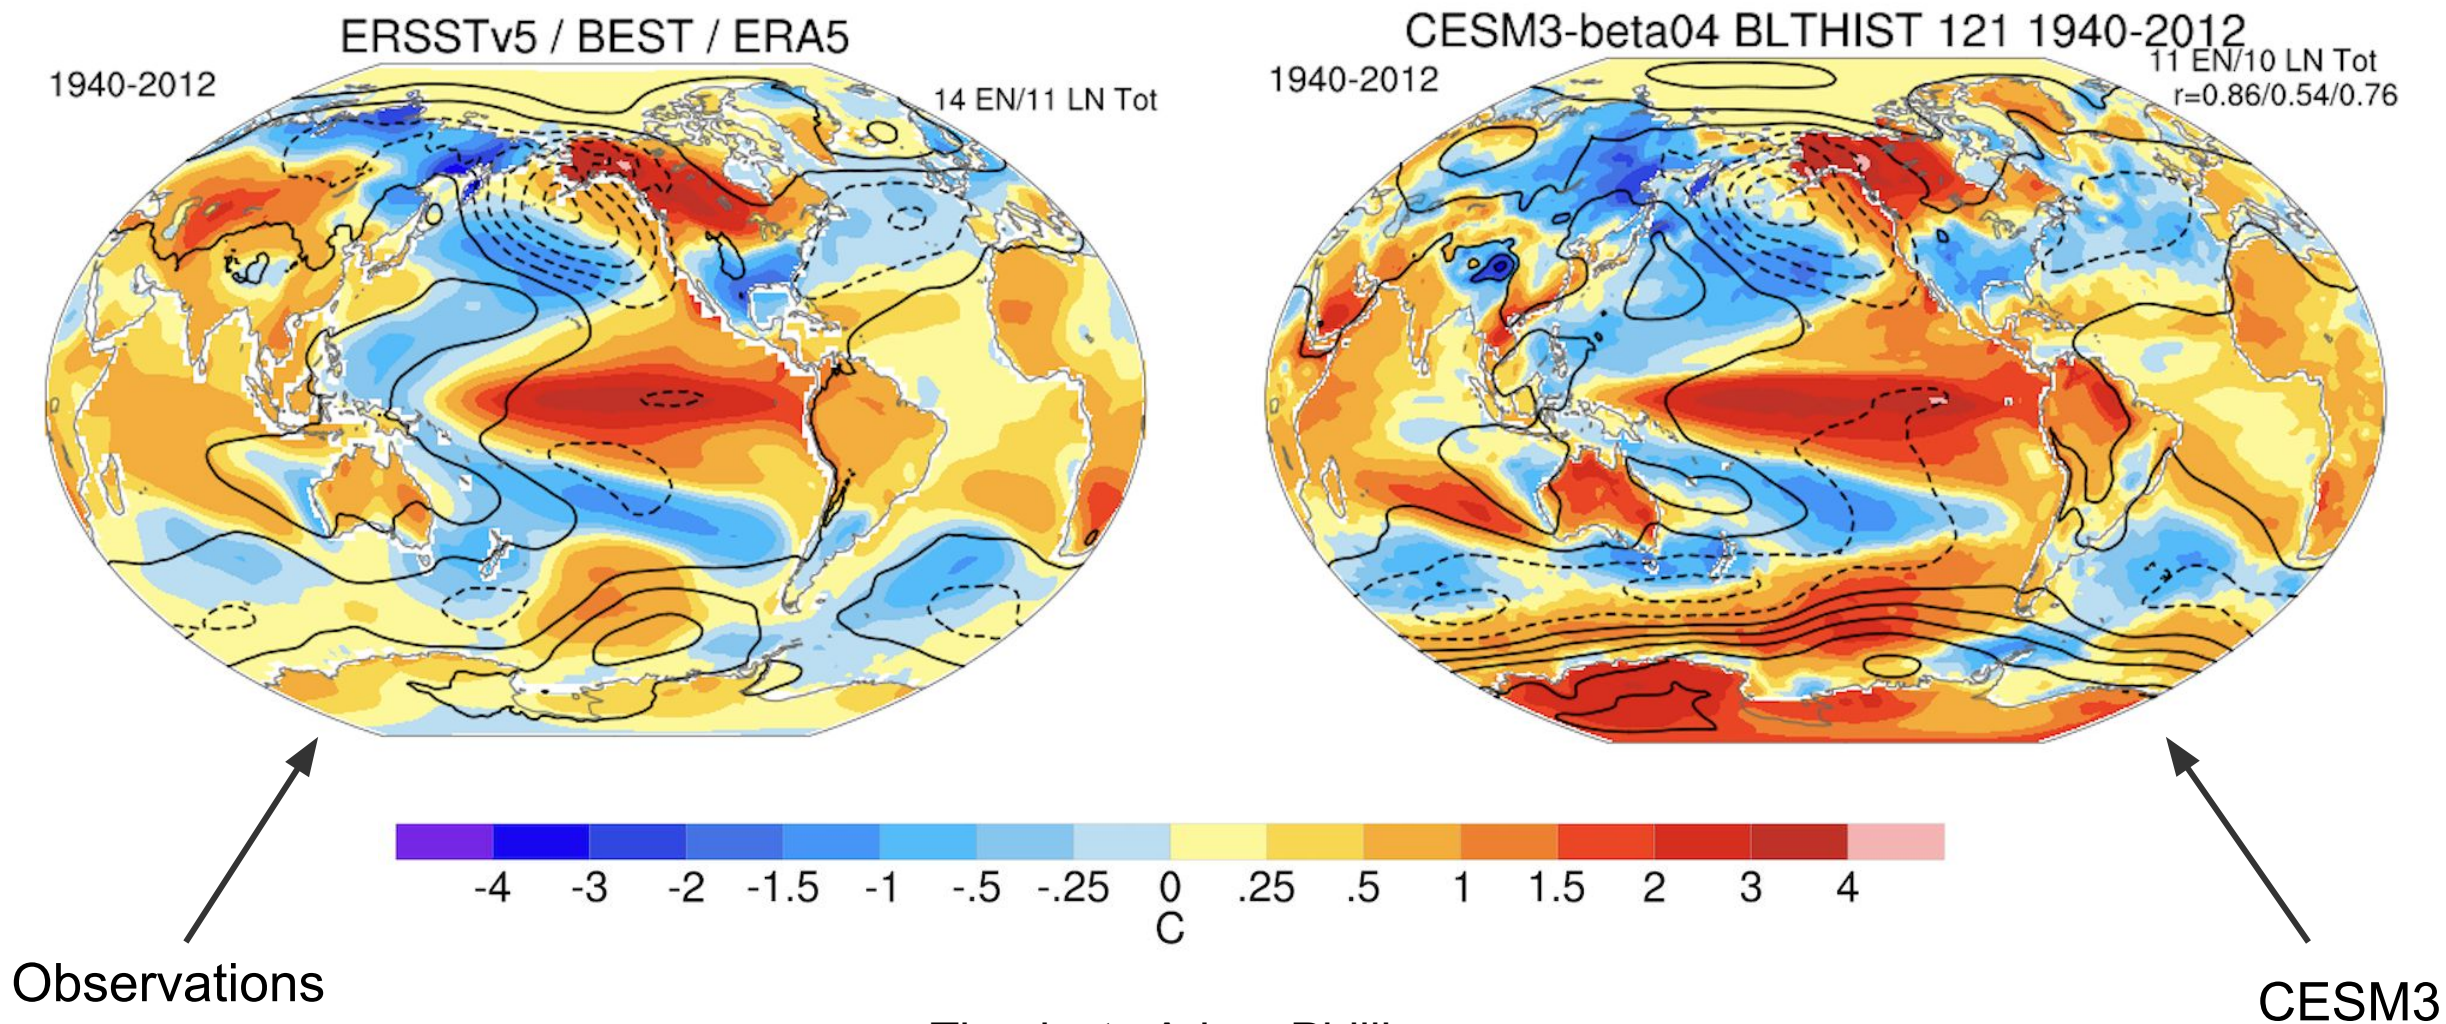 ERSSTv5 / BEST / ERA5
1940-2012
14 EN/11 LN Tot
CESM3-beta04 BLTHIST 121 1940-2012
1940-2012
11 EN/10 LN Tot
r=0.86/0.54/0.76
-4 -3 -2 -1.5 -1 -.5 -.25 0 .25 .5 1 1.5 2 3 4
C
Observations
CESM3